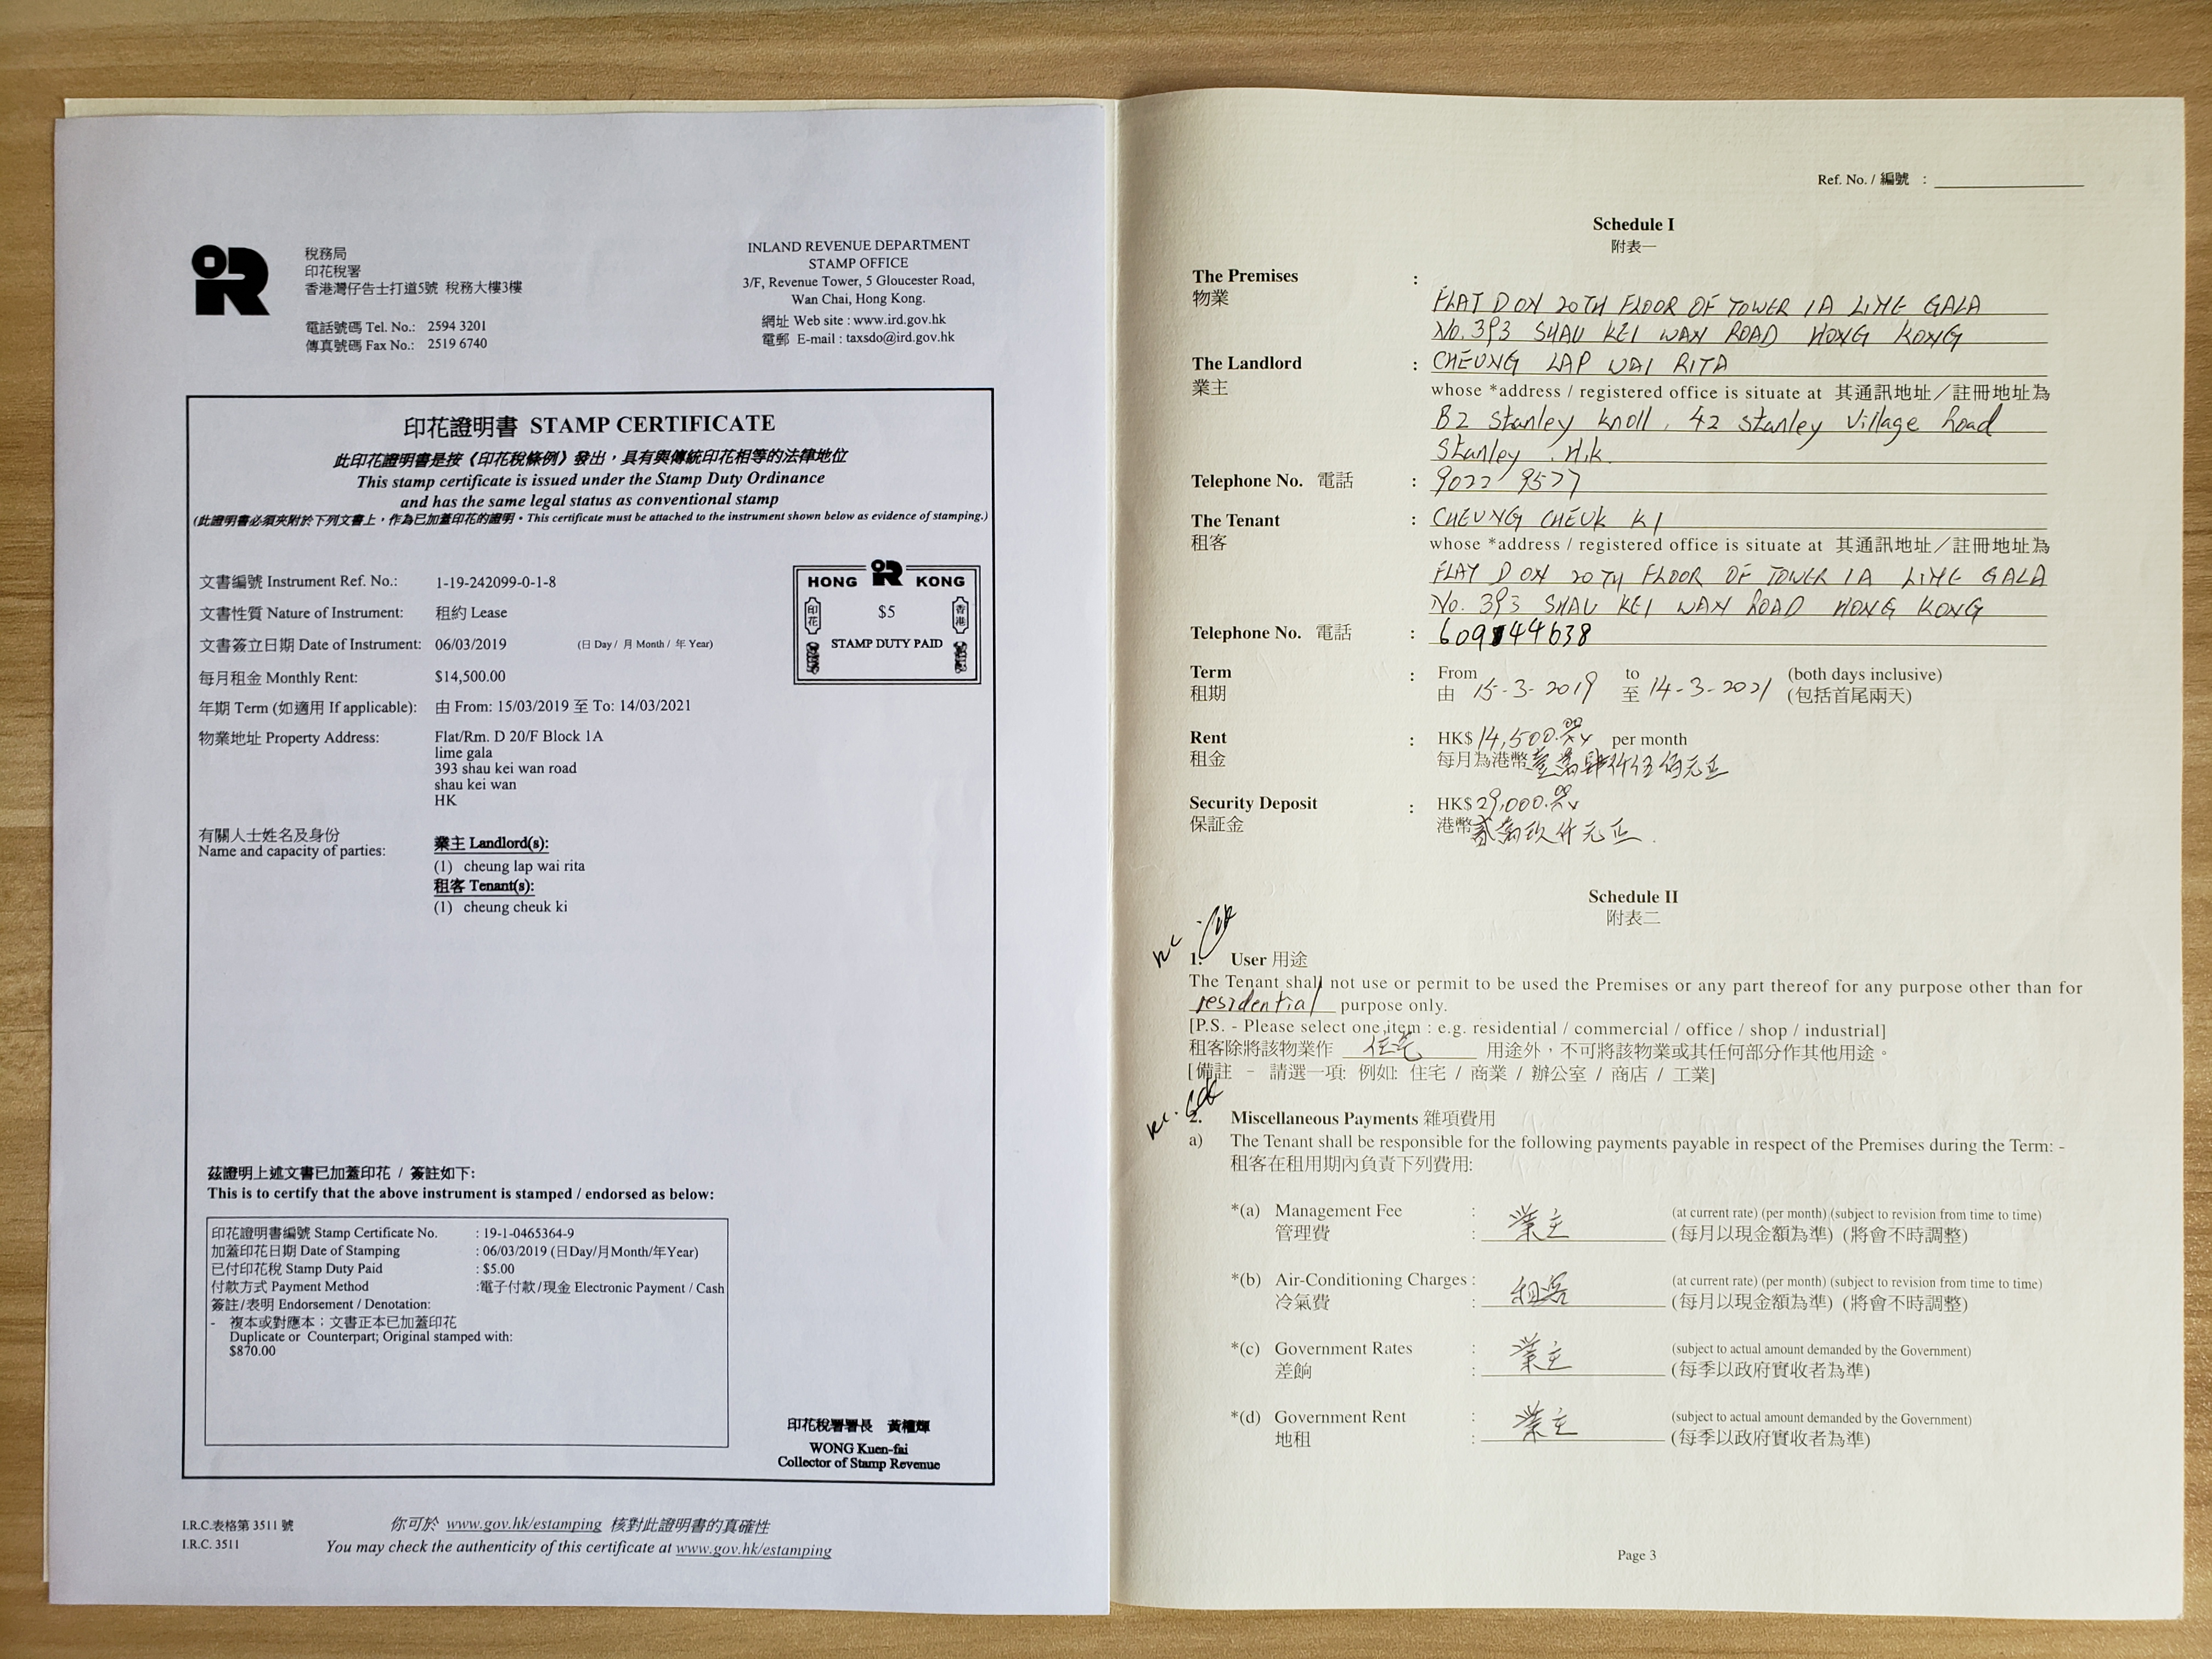 稅務局
印花稅署
香港灣仔告士打道5號 稅務大樓3樓
電話號碼 Tel. No.: 2594 3201
傳真號碼 Fax No.: 2519 6740
INLAND REVENUE DEPARTMENT
STAMP OFFICE
3/F, Revenue Tower, 5 Gloucester Road,
Wan Chai, Hong Kong.
網址 Web site : www.ird.gov.hk
電郵 E-mail : taxsdo@ird.gov.hk
印花證明書 STAMP CERTIFICATE
此印花證明書是按《印花稅條例》發出，具有與傳統印花相等的法律地位
This stamp certificate is issued under the Stamp Duty Ordinance
and has the same legal status as conventional stamp
(此證明書必須夾附於下列文書上，作為已加蓋印花的證明。This certificate must be attached to the instrument shown below as evidence of stamping.)
文書編號 Instrument Ref. No.: 1-19-242099-0-1-8
文書性質 Nature of Instrument: 租約 Lease
文書簽立日期 Date of Instrument: 06/03/2019 (日 Day / 月 Month / 年 Year)
每月租金 Monthly Rent: $14,500.00
年期 Term (如適用 If applicable): 由 From: 15/03/2019 至 To: 14/03/2021
HONG KONG
印花 $5 香港
STAMP DUTY PAID
物業地址 Property Address: Flat/Rm. D 20/F Block 1A
lime gala
393 shau kei wan road
shau kei wan
HK
有關人士姓名及身份
Name and capacity of parties:
業主 Landlord(s):
(1) cheung lap wai rita
租客 Tenant(s):
(1) cheung cheuk ki
茲證明上述文書已加蓋印花 / 簽註如下:
This is to certify that the above instrument is stamped / endorsed as below:
印花證明書編號 Stamp Certificate No. : 19-1-0465364-9
加蓋印花日期 Date of Stamping : 06/03/2019 (日Day/月Month/年Year)
已付印花稅 Stamp Duty Paid : $5.00
付款方式 Payment Method :電子付款/現金 Electronic Payment / Cash
簽註/表明 Endorsement / Denotation:
- 複本或對應本；文書正本已加蓋印花
Duplicate or Counterpart; Original stamped with:
$870.00
印花稅署署長 黃權輝
WONG Kuen-fai
Collector of Stamp Revenue
I.R.C.表格第 3511 號
I.R.C. 3511
你可於 www.gov.hk/estamping 核對此證明書的真確性
You may check the authenticity of this certificate at www.gov.hk/estamping
Ref. No. / 編號 :
Schedule I
附表一
The Premises :
物業
FLAT D ON 20TH FLOOR OF TOWER 1A LIME GALA
No. 393 SHAU KEI WAN ROAD HONG KONG
The Landlord : CHEUNG LAP WAI RITA
業主 whose *address / registered office is situate at 其通訊地址／註冊地址為
B2 Stanley Knoll, 42 Stanley Village Road
Stanley, H.K.
Telephone No. 電話 : 9022 9577
The Tenant : CHEUNG CHEUK KI
租客 whose *address / registered office is situate at 其通訊地址／註冊地址為
FLAT D ON 20TH FLOOR OF TOWER 1A LIME GALA
No. 393 SHAU KEI WAN ROAD HONG KONG
Telephone No. 電話 :
Term : From 15-3-2019 to 14-3-2021 (both days inclusive)
租期 由 至 (包括首尾兩天)
Rent : HK$ 14,500.00 per month
租金 每月為港幣壹萬肆仟伍佰元正
Security Deposit : HK$ 29,000.00
保証金 港幣貳萬玖仟元正.
Schedule II
附表二
1. User 用途
The Tenant shall not use or permit to be used the Premises or any part thereof for any purpose other than for
residential purpose only.
[P.S. - Please select one item : e.g. residential / commercial / office / shop / industrial]
租客除將該物業作 住宅 用途外，不可將該物業或其任何部分作其他用途。
[備註 - 請選一項: 例如: 住宅 / 商業 / 辦公室 / 商店 / 工業]
2. Miscellaneous Payments 雜項費用
a) The Tenant shall be responsible for the following payments payable in respect of the Premises during the Term: -
租客在租用期內負責下列費用:
*(a) Management Fee : 業主 (at current rate) (per month) (subject to revision from time to time)
管理費 : (每月以現金額為準) (將會不時調整)
*(b) Air-Conditioning Charges : 租客 (at current rate) (per month) (subject to revision from time to time)
冷氣費 : (每月以現金額為準) (將會不時調整)
*(c) Government Rates : 業主 (subject to actual amount demanded by the Government)
差餉 : (每季以政府實收者為準)
*(d) Government Rent : 業主 (subject to actual amount demanded by the Government)
地租 : (每季以政府實收者為準)
Page 3